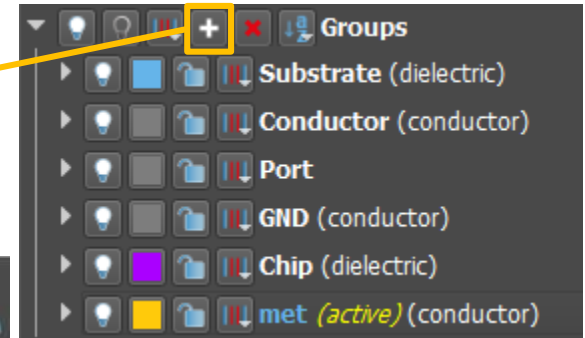 Groups
Substrate (dielectric)
Conductor (conductor)
Port
GND (conductor)
Chip (dielectric)
met (active) (conductor)